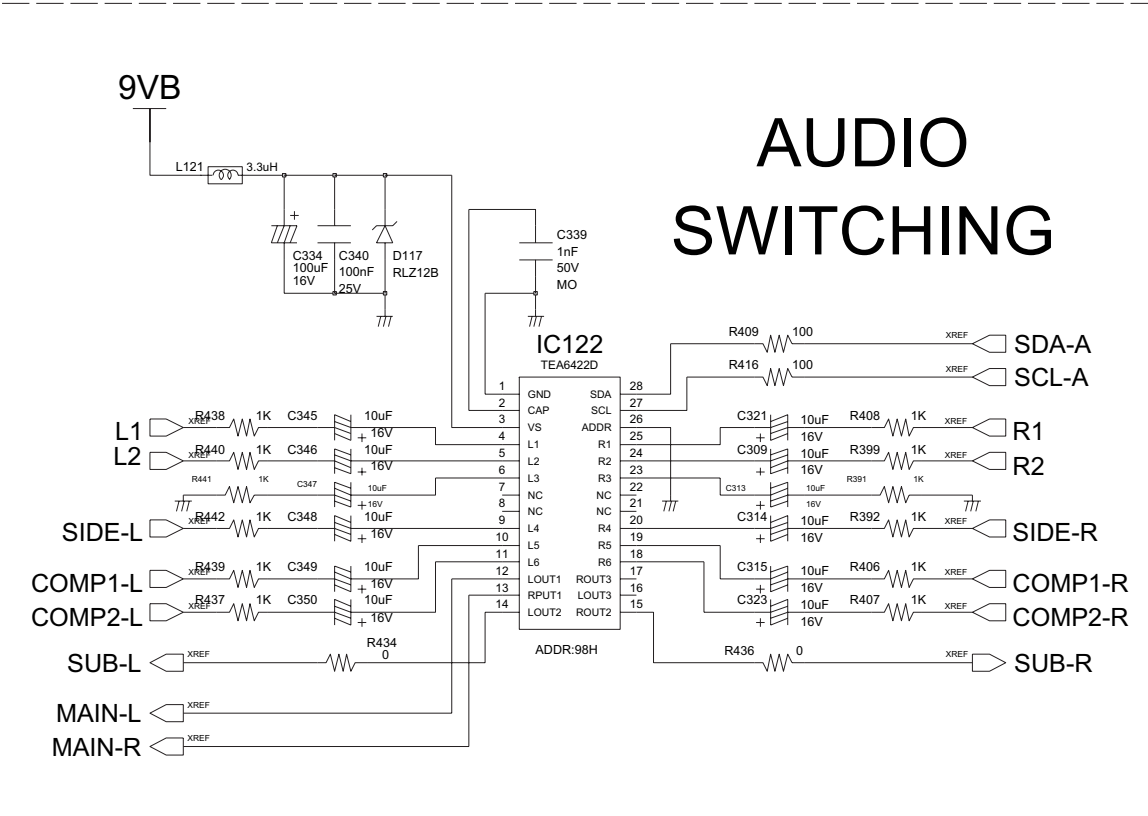 9VB
AUDIO
SWITCHING
L121 3.3uH
+
C334
100uF
16V
C340
100nF
25V
D117
RLZ12B
C339
1nF
50V
MO
IC122
TEA6422D
R409 100 XREF SDA-A
R416 100 XREF SCL-A
1 GND SDA 28
2 CAP SCL 27
3 VS ADDR 26
4 L1 R1 25
5 L2 R2 24
6 L3 R3 23
7 NC NC 22
8 NC NC 21
9 L4 R4 20
10 L5 R5 19
11 L6 R6 18
12 LOUT1 ROUT3 17
13 RPUT1 LOUT3 16
14 LOUT2 ROUT2 15
ADDR:98H
L1 XREF R438 1K C345 + 10uF 16V
L2 XREF R440 1K C346 + 10uF 16V
R441 1K C347 + 10uF 16V
SIDE-L XREF R442 1K C348 + 10uF 16V
COMP1-L XREF R439 1K C349 + 10uF 16V
COMP2-L XREF R437 1K C350 + 10uF 16V
SUB-L XREF R434 0
MAIN-L XREF
MAIN-R XREF
C321 + 10uF 16V R408 1K XREF R1
C309 + 10uF 16V R399 1K XREF R2
C313 + 10uF 16V R391 1K
C314 + 10uF 16V R392 1K XREF SIDE-R
C315 + 10uF 16V R406 1K XREF COMP1-R
C323 + 10uF 16V R407 1K XREF COMP2-R
R436 0 XREF SUB-R